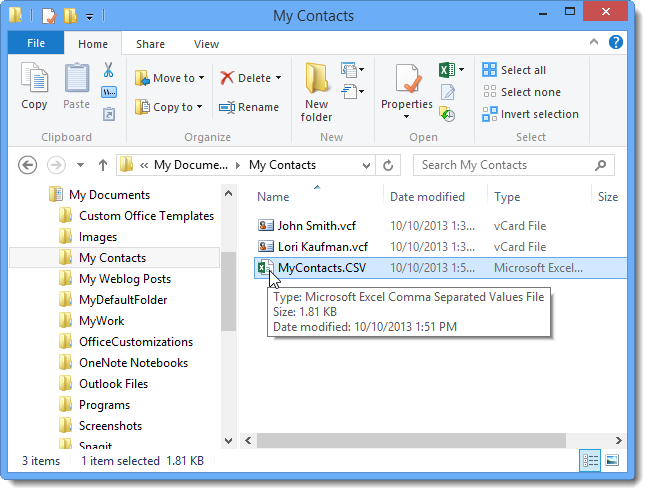 My Contacts
File Home Share View
Copy
Paste
Move to
Copy to
Delete
Rename
New folder
Properties
Select all
Select none
Invert selection
Clipboard Organize New Open Select
« My Docume... My Contacts
Search My Contacts
My Documents
Custom Office Templates
Images
My Contacts
My Weblog Posts
MyDefaultFolder
MyWork
OfficeCustomizations
OneNote Notebooks
Outlook Files
Programs
Screenshots
Snagit
Name Date modified Type Size
John Smith.vcf 10/10/2013 1:3... vCard File
Lori Kaufman.vcf 10/10/2013 1:3... vCard File
MyContacts.CSV 10/10/2013 1:5... Microsoft Excel...
Type: Microsoft Excel Comma Separated Values File
Size: 1.81 KB
Date modified: 10/10/2013 1:51 PM
3 items 1 item selected 1.81 KB